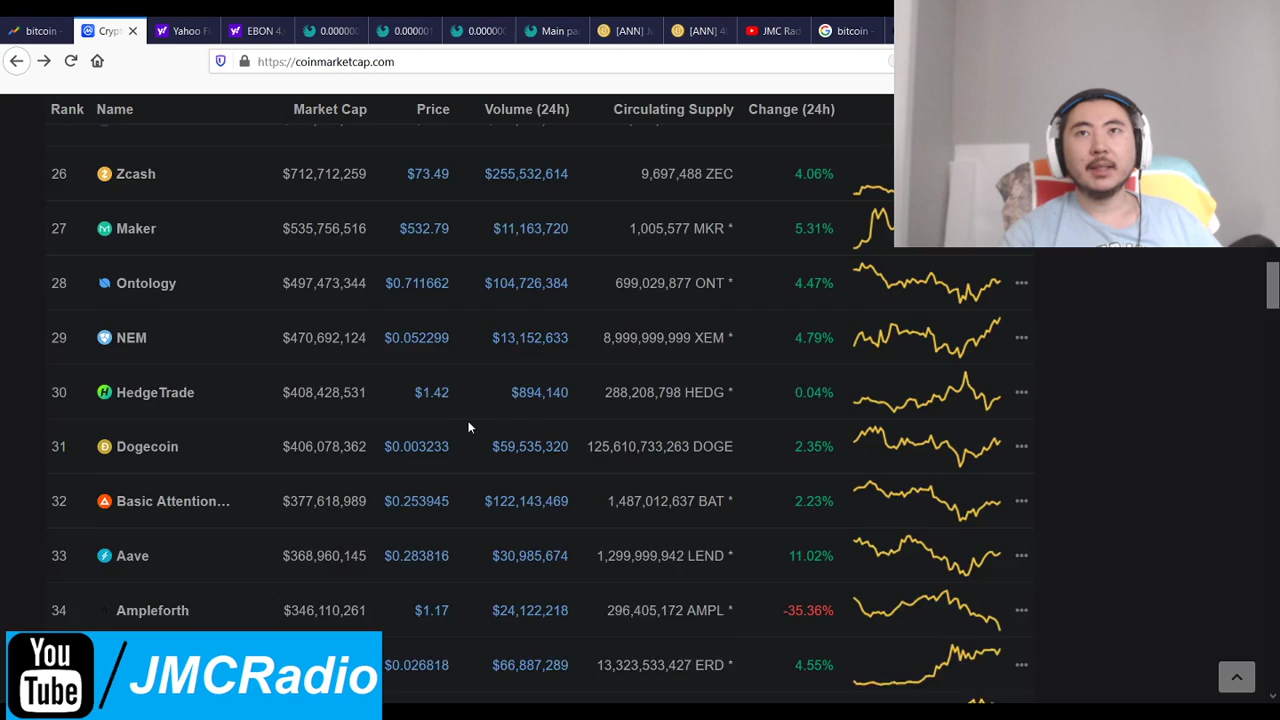 bitcoin
Crypt
Yahoo F
EBON 4.
0.000000
0.000001
0.000000
Main pa
[ANN] J
[ANN] 4
JMC Rad
bitcoin -
https://coinmarketcap.com
Rank Name Market Cap Price Volume (24h) Circulating Supply Change (24h)
26 Zcash $712,712,259 $73.49 $255,532,614 9,697,488 ZEC 4.06%
27 Maker $535,756,516 $532.79 $11,163,720 1,005,577 MKR * 5.31%
28 Ontology $497,473,344 $0.711662 $104,726,384 699,029,877 ONT * 4.47%
29 NEM $470,692,124 $0.052299 $13,152,633 8,999,999,999 XEM * 4.79%
30 HedgeTrade $408,428,531 $1.42 $894,140 288,208,798 HEDG * 0.04%
31 Dogecoin $406,078,362 $0.003233 $59,535,320 125,610,733,263 DOGE 2.35%
32 Basic Attention... $377,618,989 $0.253945 $122,143,469 1,487,012,637 BAT * 2.23%
33 Aave $368,960,145 $0.283816 $30,985,674 1,299,999,942 LEND * 11.02%
34 Ampleforth $346,110,261 $1.17 $24,122,218 296,405,172 AMPL * -35.36%
$0.026818 $66,887,289 13,323,533,427 ERD * 4.55%
You Tube / JMCRadio